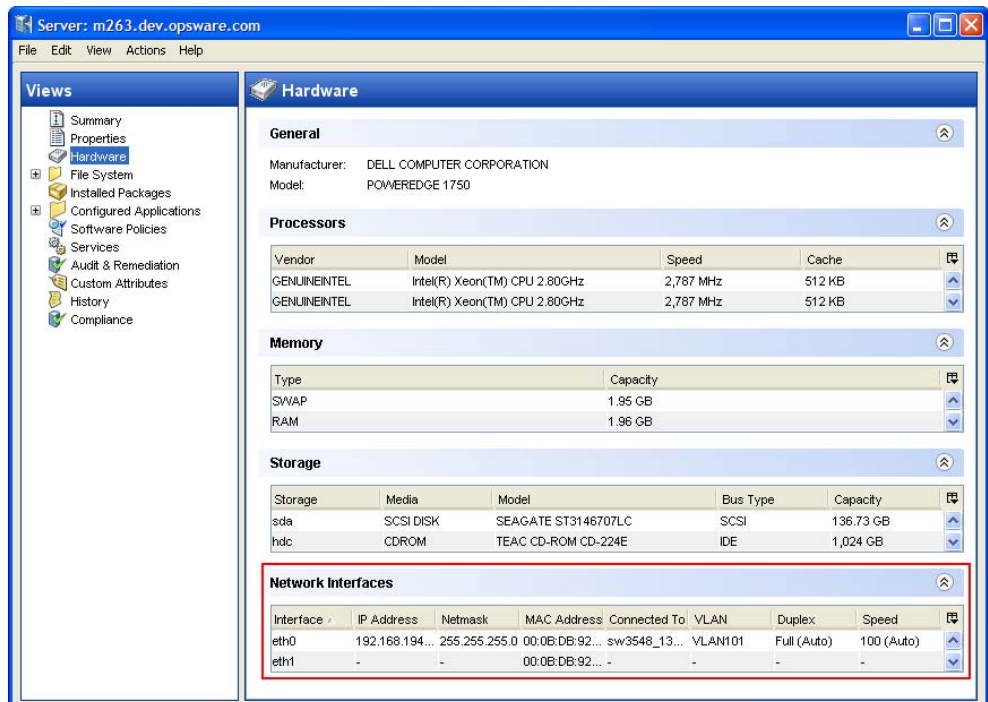 Server: m263.dev.opsware.com
File Edit View Actions Help
Views
Summary
Properties
Hardware
File System
Installed Packages
Configured Applications
Software Policies
Services
Audit & Remediation
Custom Attributes
History
Compliance
Hardware
General
Manufacturer: DELL COMPUTER CORPORATION
Model: POWEREDGE 1750
Processors
Vendor Model Speed Cache
GENUINEINTEL Intel(R) Xeon(TM) CPU 2.80GHz 2,787 MHz 512 KB
GENUINEINTEL Intel(R) Xeon(TM) CPU 2.80GHz 2,787 MHz 512 KB
Memory
Type Capacity
SWAP 1.95 GB
RAM 1.96 GB
Storage
Storage Media Model Bus Type Capacity
sda SCSI DISK SEAGATE ST3146707LC SCSI 136.73 GB
hdc CDROM TEAC CD-ROM CD-224E IDE 1,024 GB
Network Interfaces
Interface IP Address Netmask MAC Address Connected To VLAN Duplex Speed
eth0 192.168.194... 255.255.255.0 00:0B:DB:92... sw3548_13... VLAN101 Full (Auto) 100 (Auto)
eth1 - - 00:0B:DB:92... - - - -